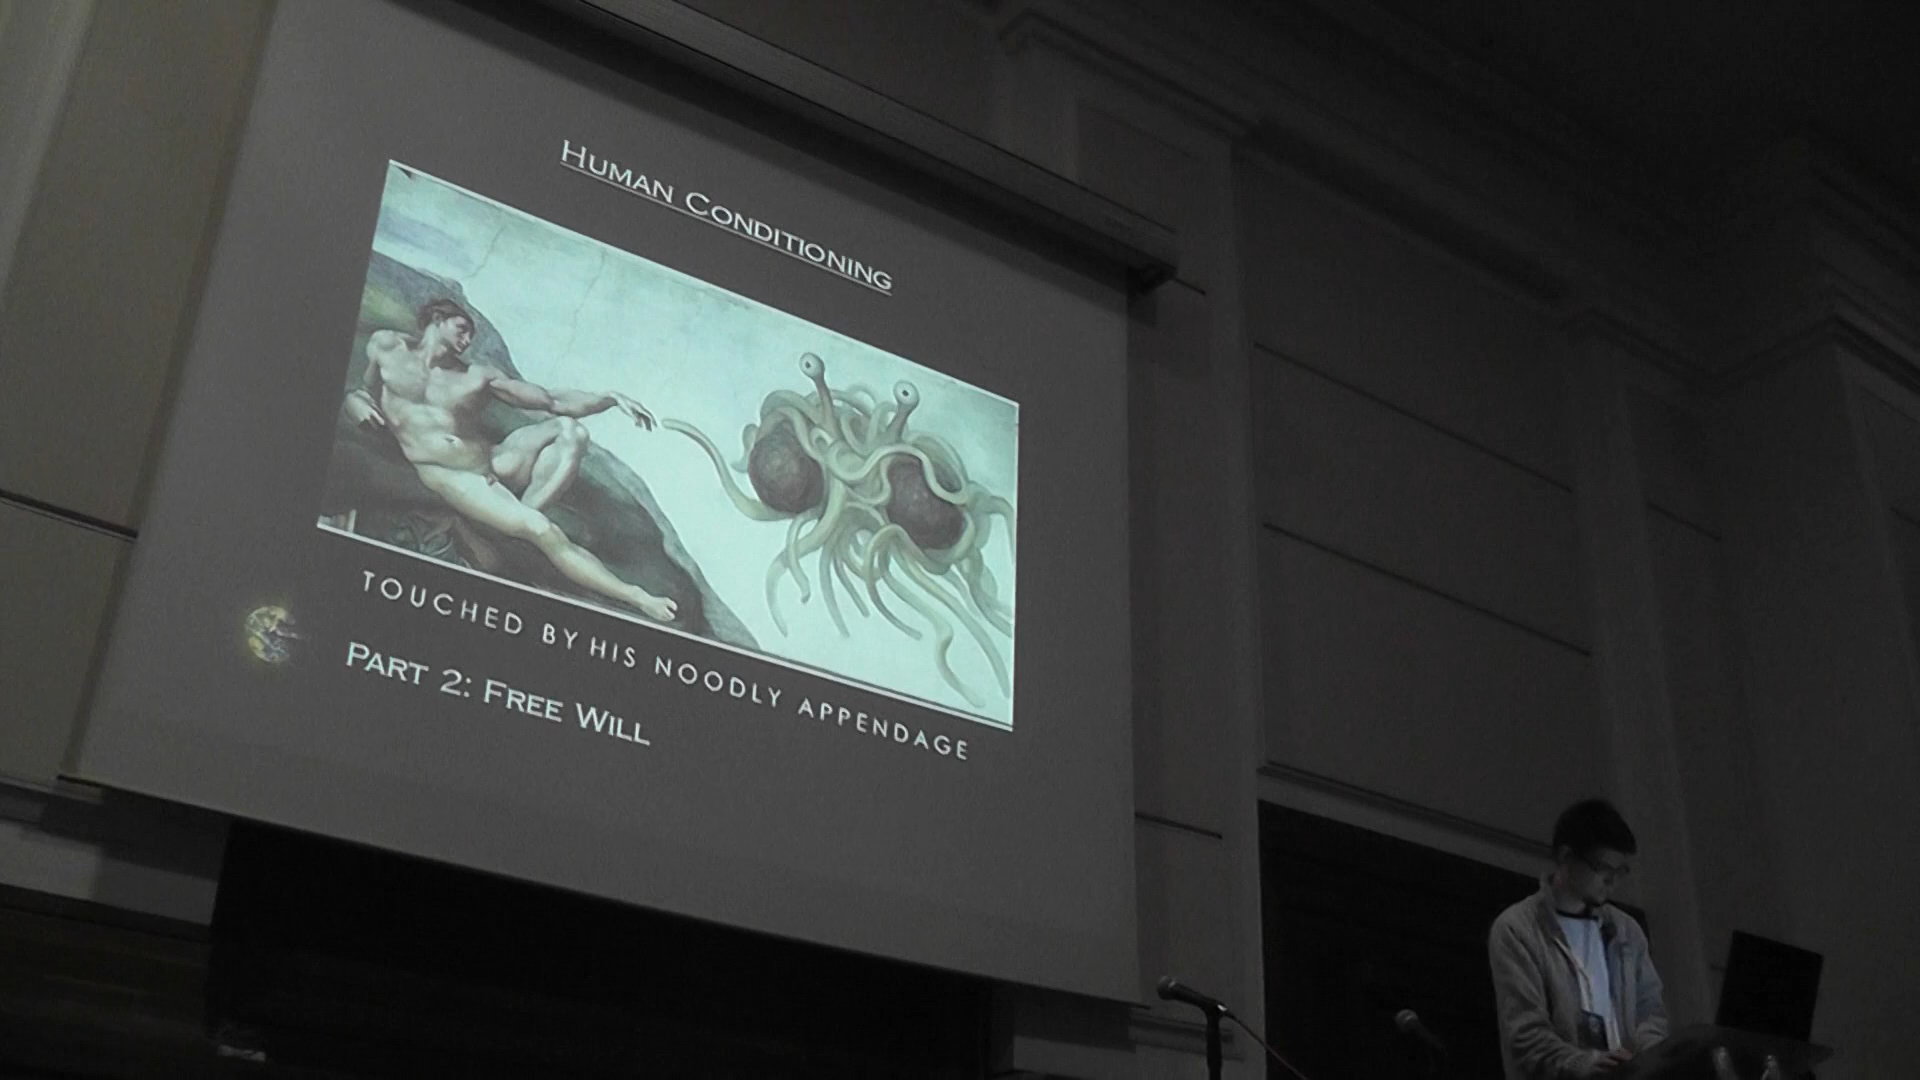 Human Conditioning
TOUCHED BY HIS NOODLY APPENDAGE
Part 2: Free Will